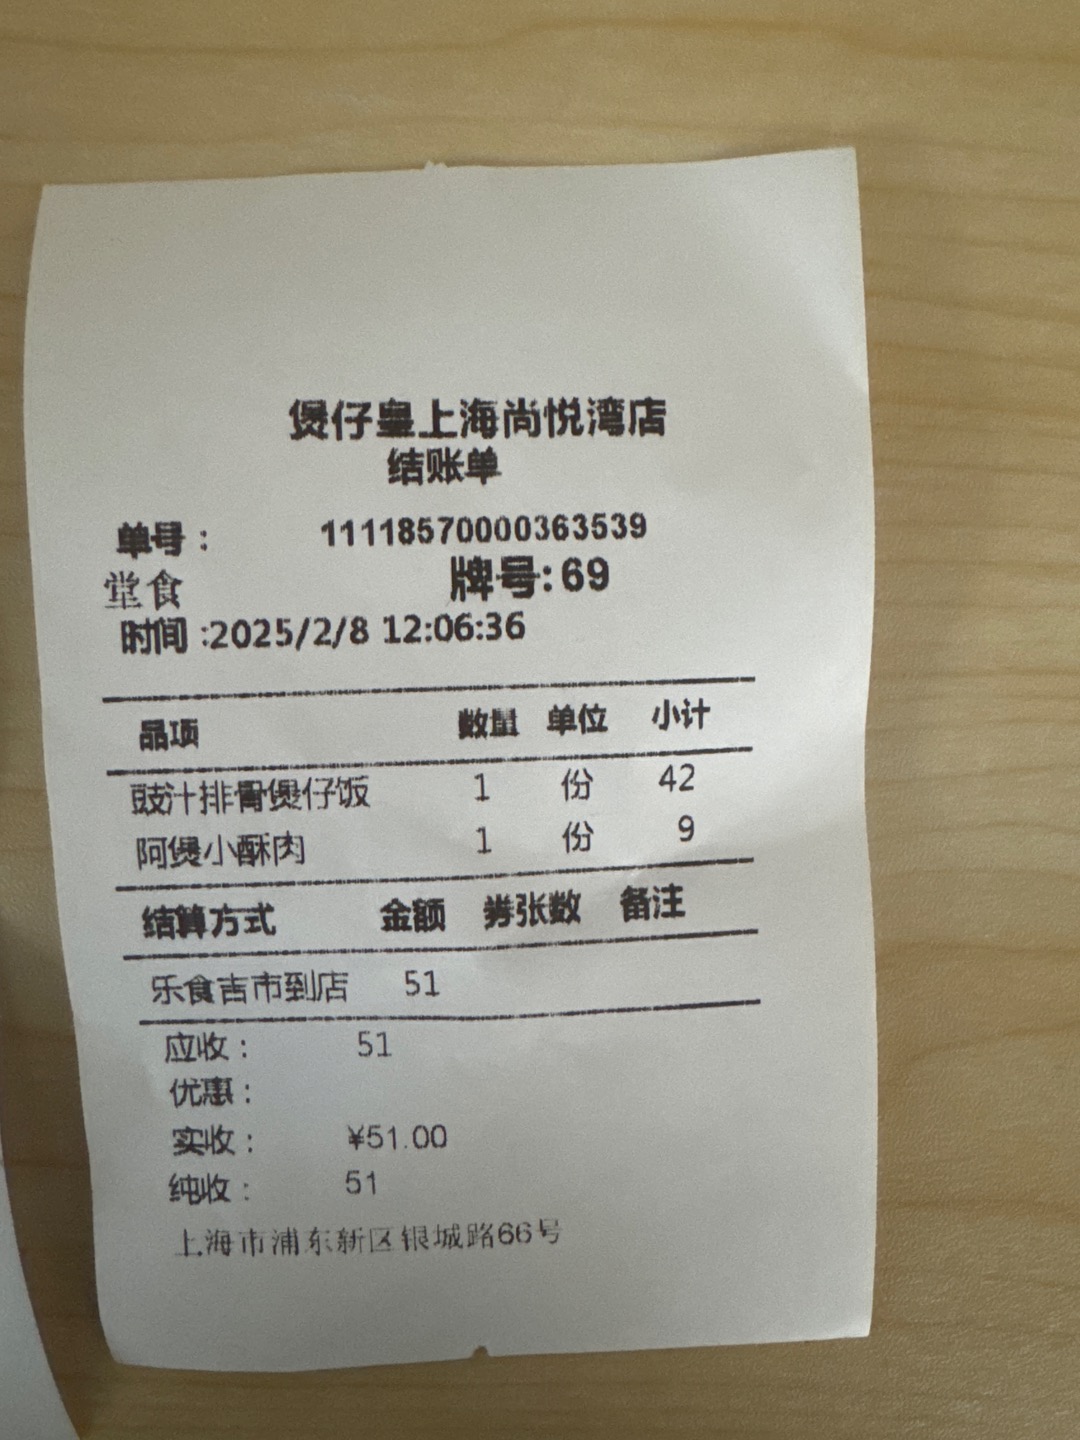 煲仔皇上海尚悦湾店
结账单
单号： 11118570000363539
堂食 牌号:69
时间:2025/2/8 12:06:36
品项 数量 单位 小计
豉汁排骨煲仔饭 1 份 42
阿煲小酥肉 1 份 9
结算方式 金额 券张数 备注
乐食吉市到店 51
应收： 51
优惠：
实收： ¥51.00
纯收： 51
上海市浦东新区银城路66号